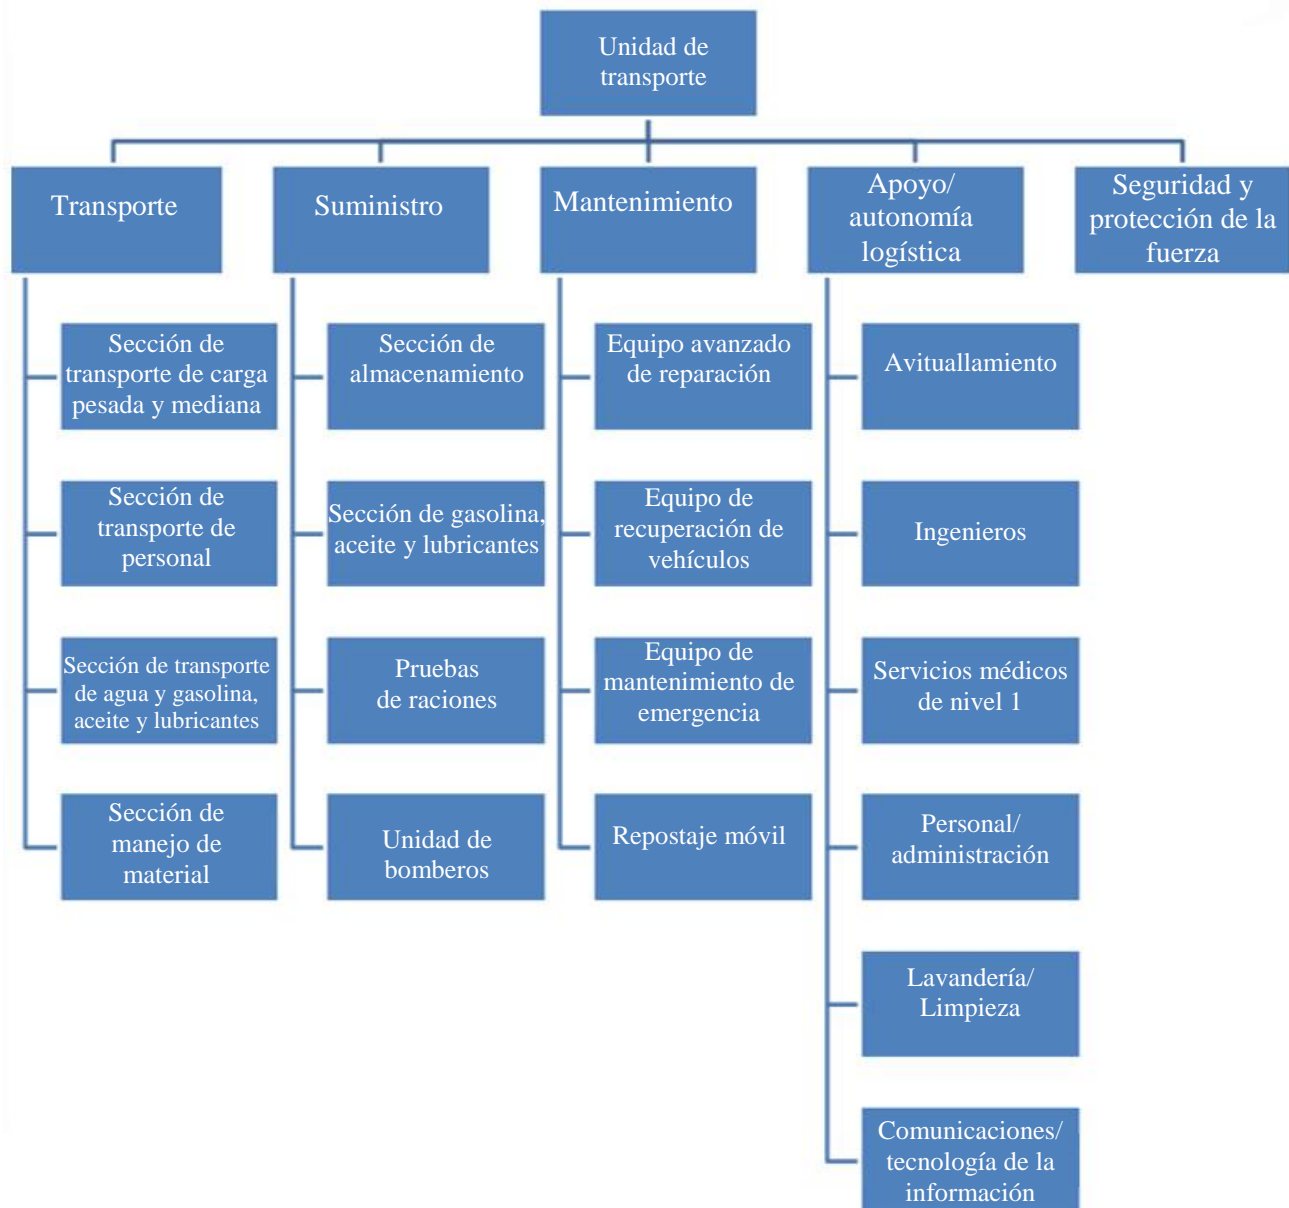 Unidad de
transporte
Transporte
Suministro
Mantenimiento
Apoyo/
autonomía
logística
Seguridad y
protección de la
fuerza
Sección de
transporte de carga
pesada y mediana
Sección de
transporte de
personal
Sección de transporte
de agua y gasolina,
aceite y lubricantes
Sección de
manejo de
material
Sección de
almacenamiento
Sección de gasolina,
aceite y lubricantes
Pruebas
de raciones
Unidad de
bomberos
Equipo avanzado
de reparación
Equipo de
recuperación de
vehículos
Equipo de
mantenimiento de
emergencia
Repostaje móvil
Avituallamiento
Ingenieros
Servicios médicos
de nivel 1
Personal/
administración
Lavandería/
Limpieza
Comunicaciones/
tecnología de la
información